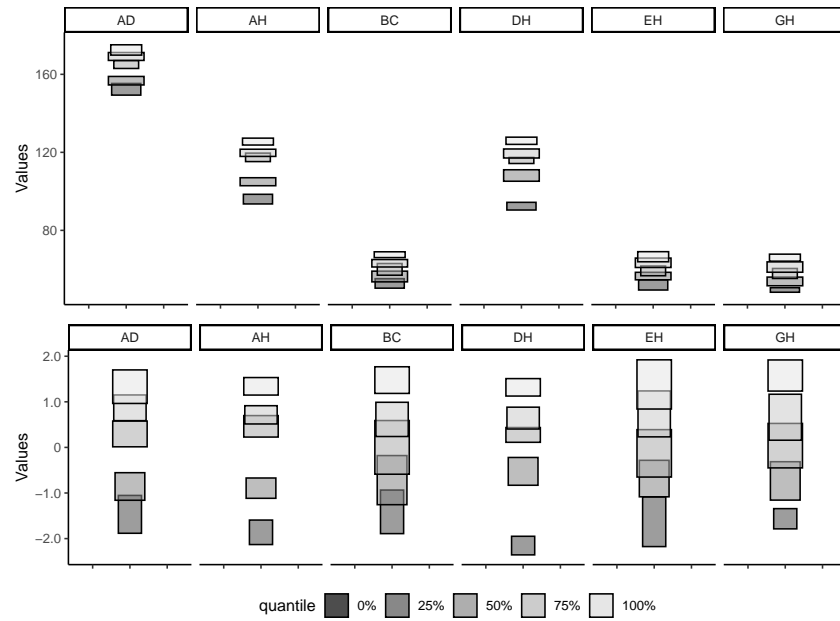 AD AH BC DH EH GH
160
120
80
Values
AD AH BC DH EH GH
2.0
1.0
0
−1.0
−2.0
Values
quantile 0% 25% 50% 75% 100%